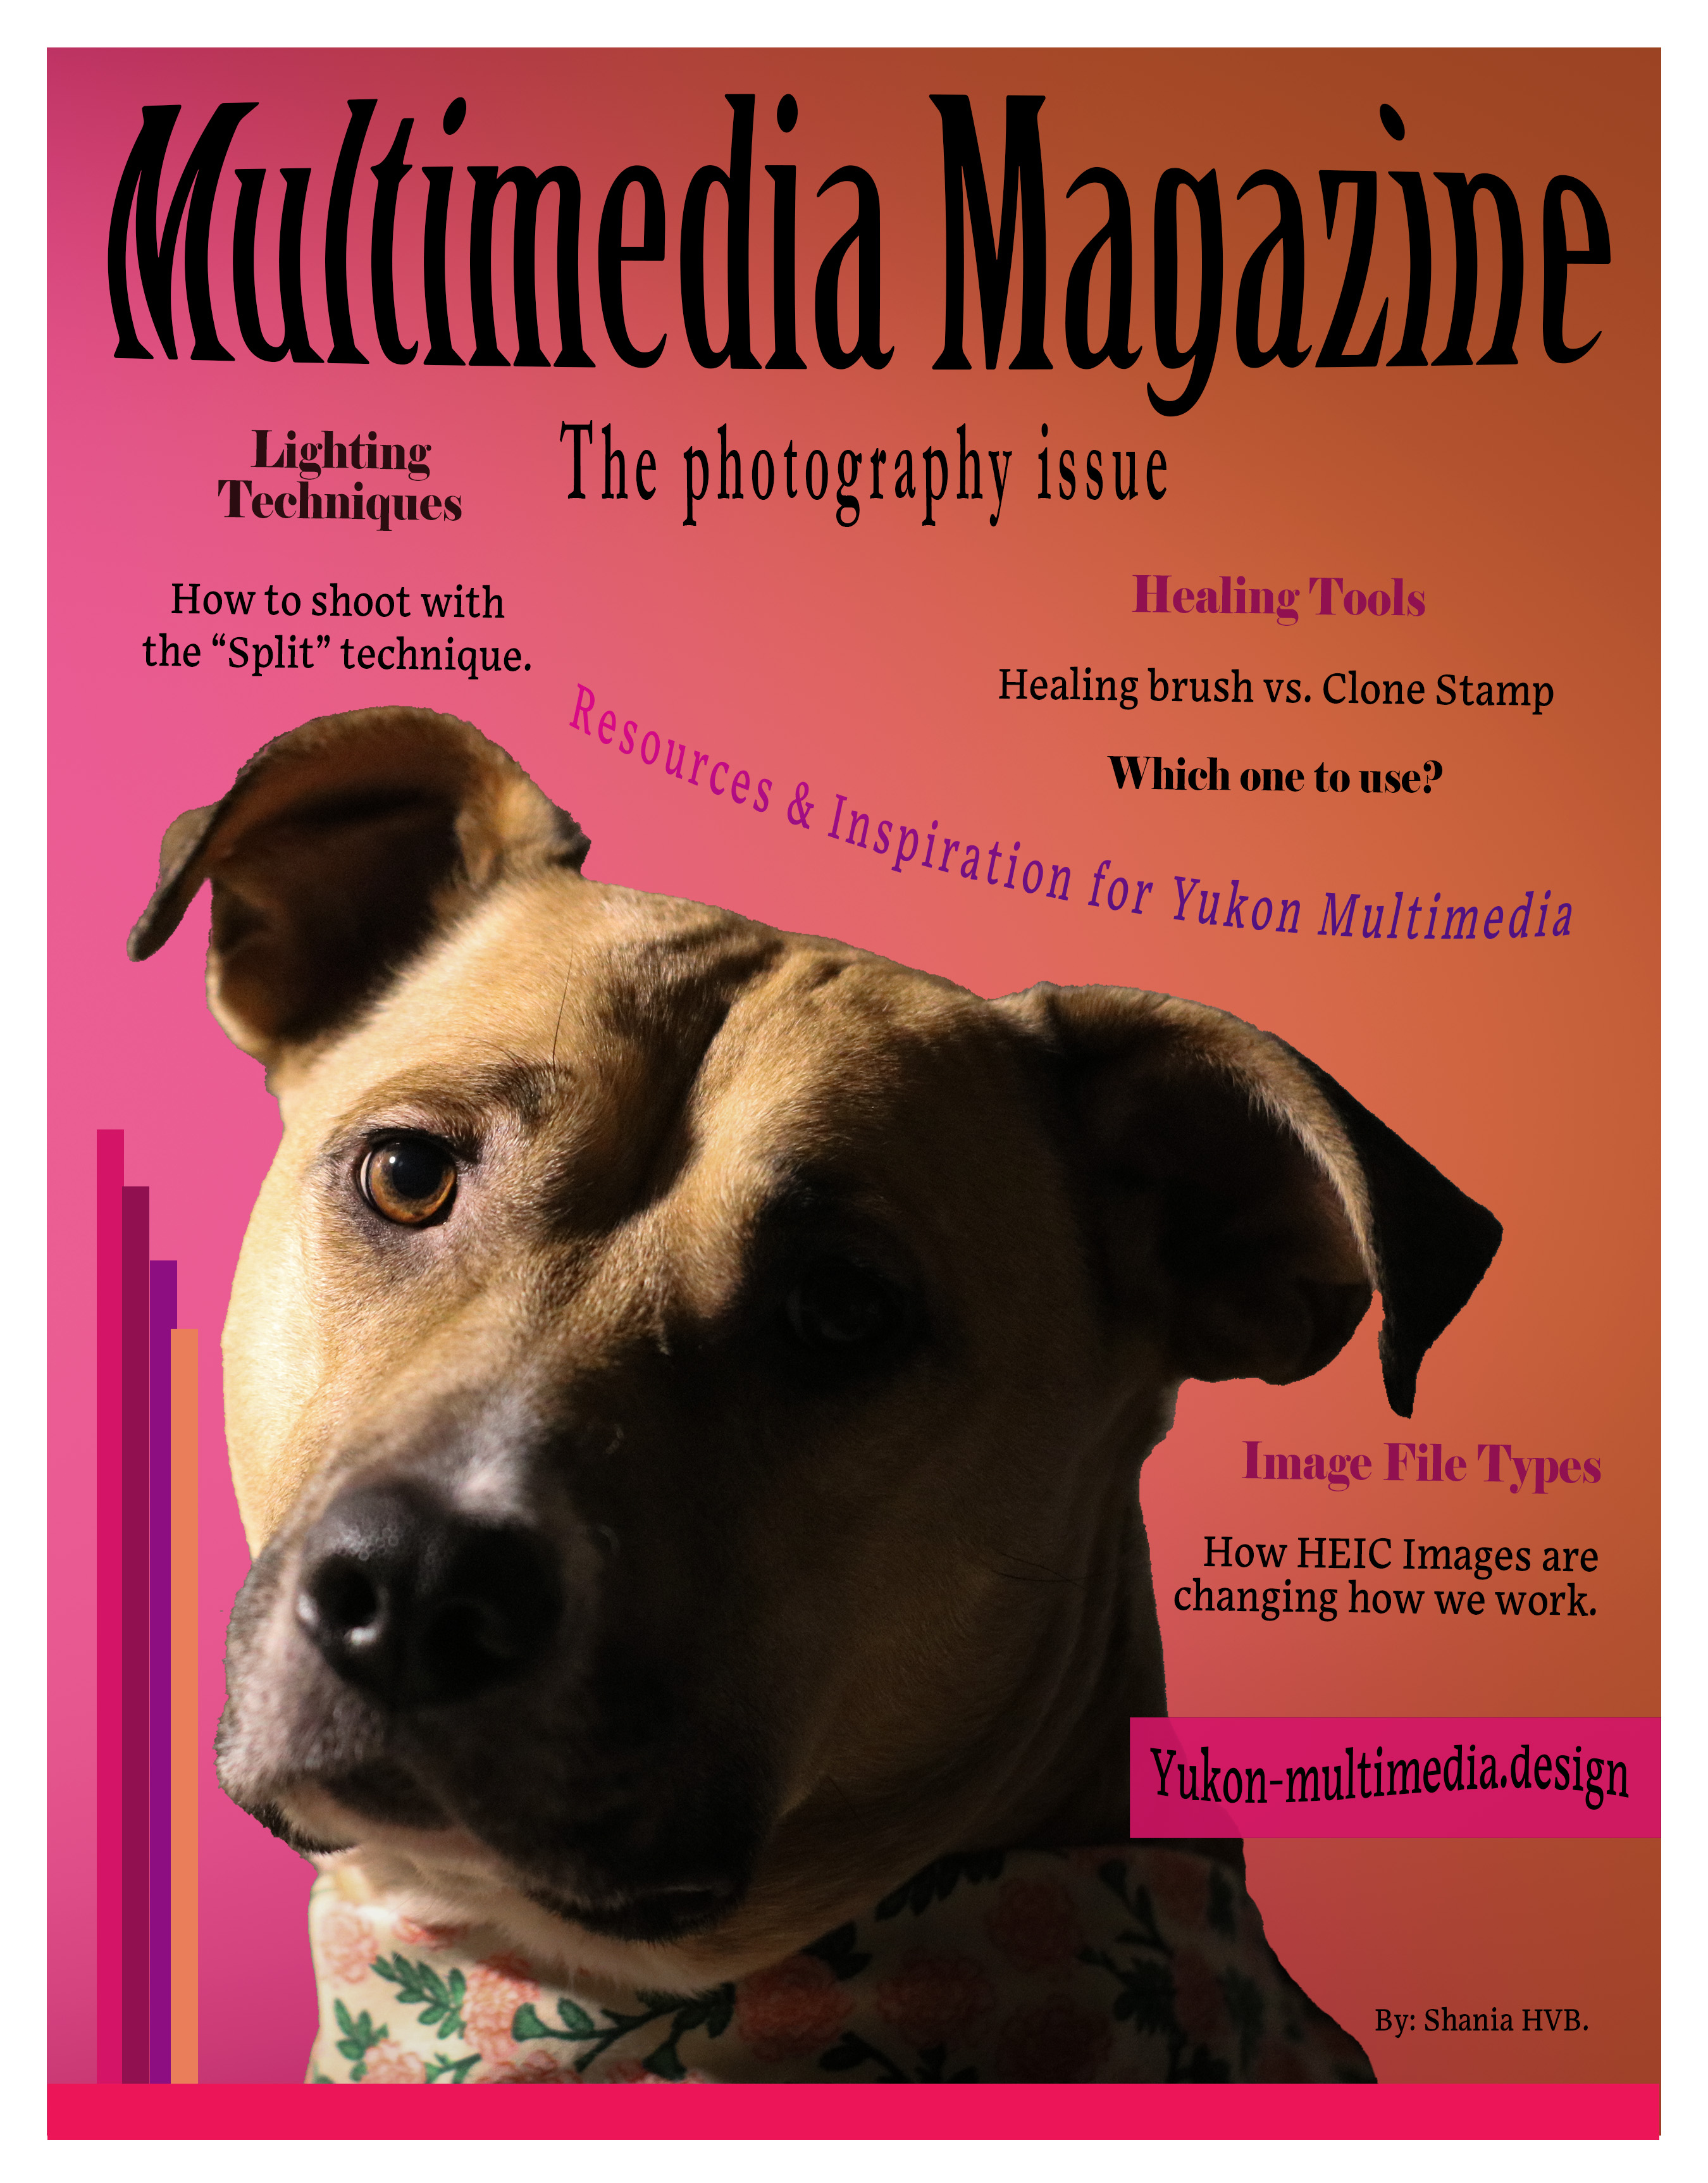 Multimedia Magazine
The photography issue
Lighting
Techniques
How to shoot with
the “Split” technique.
Healing Tools
Healing brush vs. Clone Stamp
Which one to use?
Resources & Inspiration for Yukon Multimedia
Image File Types
How HEIC Images are
changing how we work.
Yukon-multimedia.design
By: Shania HVB.